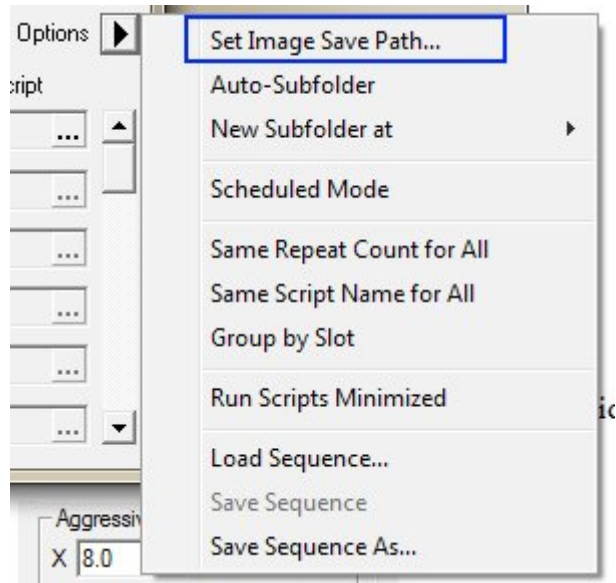 Options
Set Image Save Path...
Auto-Subfolder
New Subfolder at
Scheduled Mode
Same Repeat Count for All
Same Script Name for All
Group by Slot
Run Scripts Minimized
Load Sequence...
Save Sequence
Save Sequence As...
...
...
...
...
...
...
X 8.0